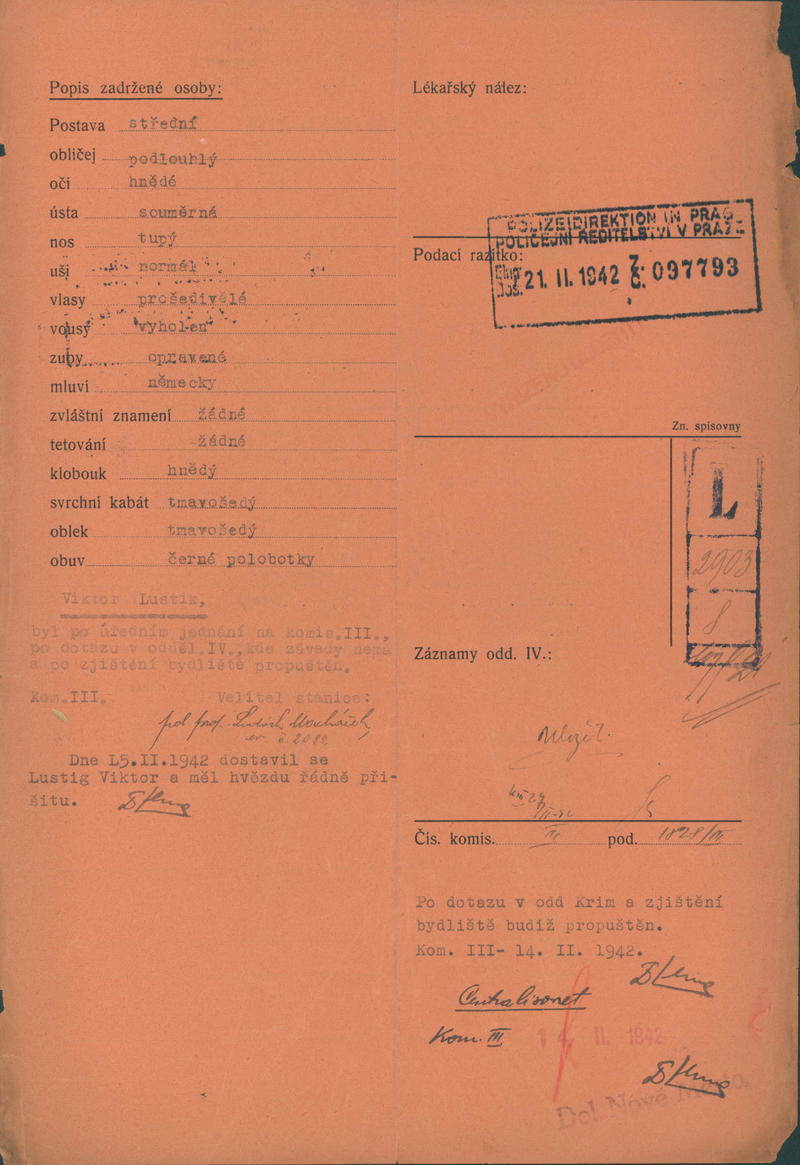 Popis zadržené osoby:
Postava střední
obličej podlouhlý
oči hnědé
ústa souměrná
nos tupý
uši normál
vlasy prošedivělé
vousy vyholen
zuby opravené
mluví německy
zvláštní znamení žádné
tetování žádné
klobouk hnědý
svrchní kabát tmavošedý
oblek tmavošedý
obuv černé polobotky
Viktor Lustik,
byl po úředním jednání na komis.III.,
po dotazu v odděl.IV.,kde závady nemá
a po zjištění bydliště propuštěn.
Kom.III.- Velitel stanice:
Dne L5.II.1942 dostavil se
Lustig Viktor a měl hvězdu řádně při-
šitu.
Lékařský nález:
POLIZEIDIREKTION IN PRAG
POLICEJNÍ ŘEDITELSTVÍ V PRAZE
Podací razítko:
21. II. 1942 097793
Zn. spisovny
L
2903
8
Záznamy odd. IV.:
Čís. komis. III pod. 1828/III
Po dotazu v odd Krim a zjištění
bydliště budiž propuštěn.
Kom. III- 14. II. 1942.
Kom. III
II. 1942